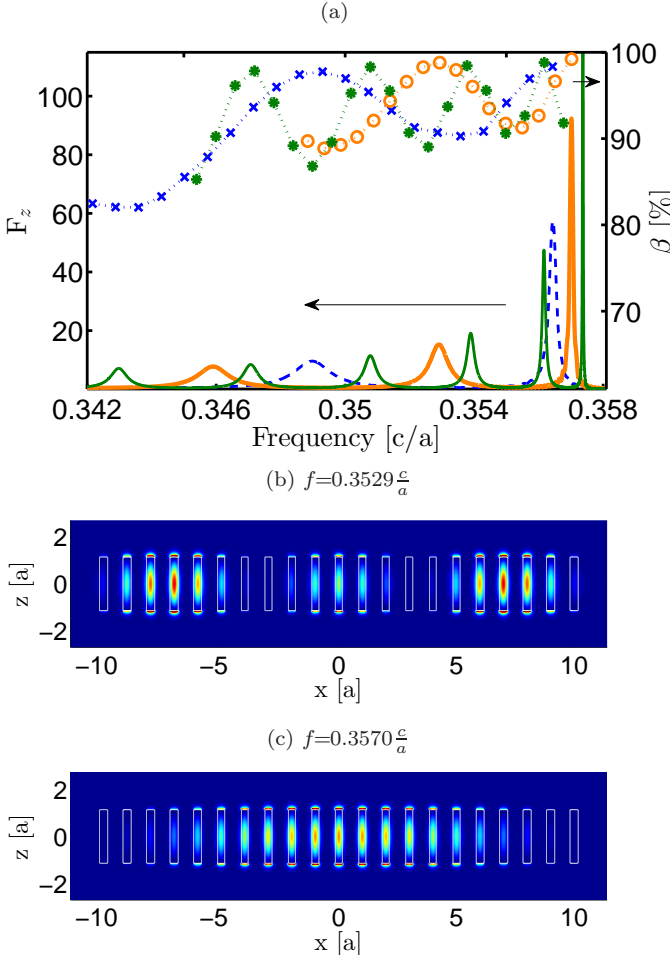 (a)
100
80
60
40
20
F_z
100
90
80
70
β [%]
0.342 0.346 0.35 0.354 0.358
Frequency [c/a]
(b) f=0.3529 c/a
2
0
−2
z [a]
−10 −5 0 5 10
x [a]
(c) f=0.3570 c/a
2
0
−2
z [a]
−10 −5 0 5 10
x [a]